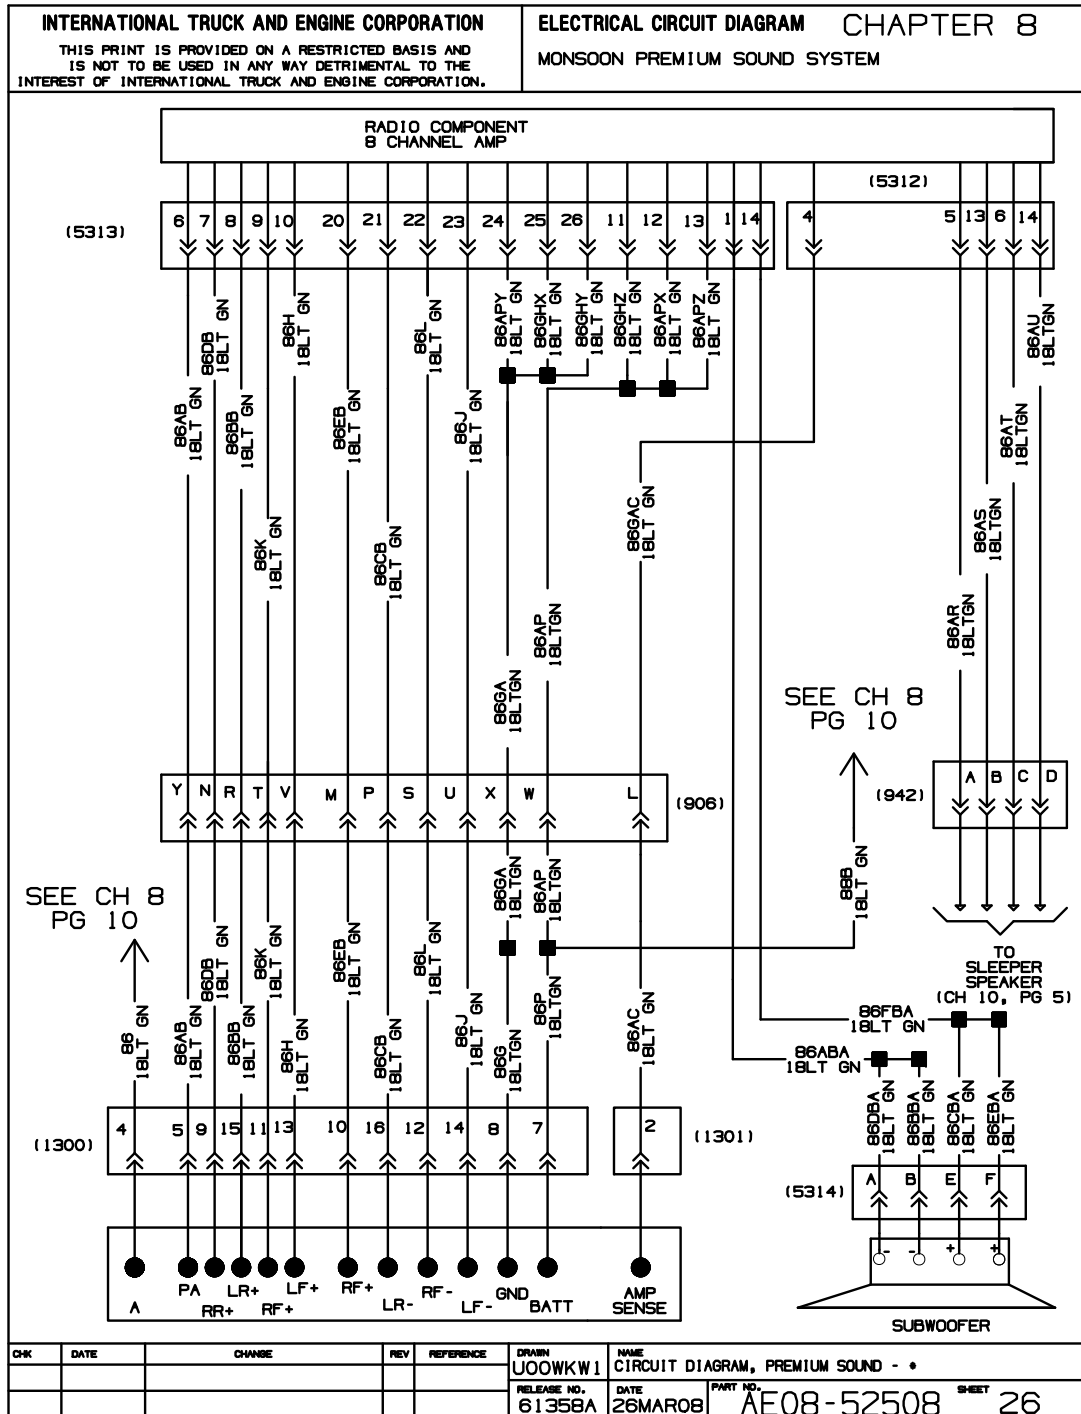 INTERNATIONAL TRUCK AND ENGINE CORPORATION
THIS PRINT IS PROVIDED ON A RESTRICTED BASIS AND
IS NOT TO BE USED IN ANY WAY DETRIMENTAL TO THE
INTEREST OF INTERNATIONAL TRUCK AND ENGINE CORPORATION.
ELECTRICAL CIRCUIT DIAGRAM CHAPTER 8
MONSOON PREMIUM SOUND SYSTEM
RADIO COMPONENT
8 CHANNEL AMP
(5312)
(5313)
6 7 8 9 10 20 21 22 23 24 25 26 11 12 13 1 14
4 5 13 6 14
86AB
18LT GN
86DB
18LT GN
86BB
18LT GN
86K
18LT GN
86H
18LT GN
86EB
18LT GN
86CB
18LT GN
86L
18LT GN
86J
18LT GN
86APY
18LT GN
86GHX
18LT GN
86GHY
18LT GN
86GHZ
18LT GN
86APX
18LT GN
86APZ
18LT GN
86GA
18LTGN
86AP
18LTGN
86GAC
18LT GN
86AR
18LTGN
86AS
18LTGN
86AT
18LTGN
86AU
18LTGN
SEE CH 8
PG 10
Y N R T V M P S U X W L
(906)
(942)
A B C D
SEE CH 8
PG 10
86
18LT GN
86AB
18LT GN
86DB
18LT GN
86BB
18LT GN
86K
18LT GN
86H
18LT GN
86EB
18LT GN
86CB
18LT GN
86L
18LT GN
86J
18LT GN
86GA
18LTGN
86G
18LTGN
86AP
18LTGN
86P
18LTGN
86AC
18LT GN
88B
18LT GN
TO
SLEEPER
SPEAKER
(CH 10, PG 5)
86FBA
18LT GN
86ABA
18LT GN
86DBA
18LT GN
86BBA
18LT GN
86CBA
18LT GN
86EBA
18LT GN
(1300)
4 5 9 15 11 13 10 16 12 14 8 7
2
(1301)
(5314)
A B E F
- - + +
A
PA
RR+
LR+
RF+
LF+
RF+
LR-
RF-
LF-
GND
BATT
AMP
SENSE
SUBWOOFER
CHK DATE CHANGE REV REFERENCE
DRAWN
U00WKW1
NAME
CIRCUIT DIAGRAM, PREMIUM SOUND - *
RELEASE NO.
61358A
DATE
26MAR08
PART NO.
AE08-52508
SHEET
26